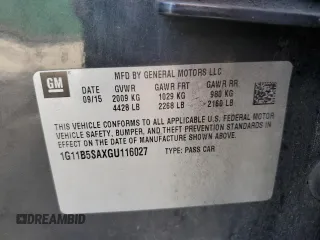 GM
MFD BY GENERAL MOTORS LLC
DATE GVWR GAWR FRT GAWR RR
09/15 2009 KG 1029 KG 980 KG
4428 LB 2268 LB 2160 LB
THIS VEHICLE CONFORMS TO ALL APPLICABLE U.S. FEDERAL MOTOR
VEHICLE SAFETY, BUMPER, AND THEFT PREVENTION STANDARDS IN
EFFECT ON THE DATE OF MANUFACTURE SHOWN ABOVE.
1G11B5SAXGU116027 TYPE: PASS CAR
DREAMBID